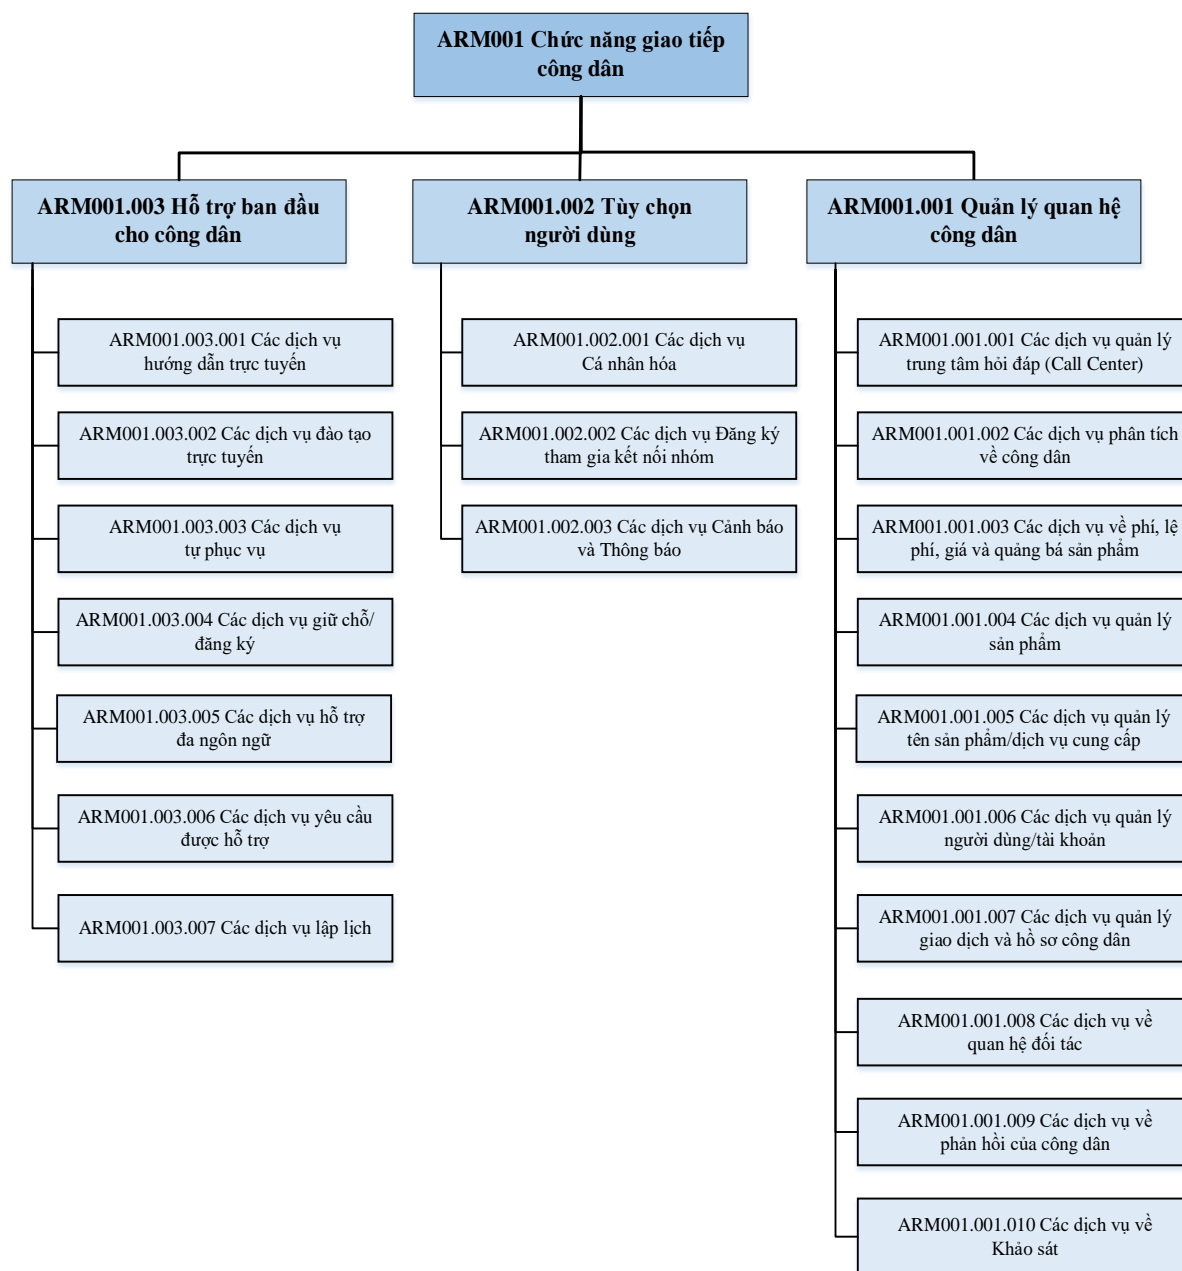 ARM001 Chức năng giao tiếp
công dân
ARM001.003 Hỗ trợ ban đầu
cho công dân
ARM001.003.001 Các dịch vụ
hướng dẫn trực tuyến
ARM001.003.002 Các dịch vụ đào tạo
trực tuyến
ARM001.003.003 Các dịch vụ
tự phục vụ
ARM001.003.004 Các dịch vụ giữ chỗ/
đăng ký
ARM001.003.005 Các dịch vụ hỗ trợ
đa ngôn ngữ
ARM001.003.006 Các dịch vụ yêu cầu
được hỗ trợ
ARM001.003.007 Các dịch vụ lập lịch
ARM001.002 Tùy chọn
người dùng
ARM001.002.001 Các dịch vụ
Cá nhân hóa
ARM001.002.002 Các dịch vụ Đăng ký
tham gia kết nối nhóm
ARM001.002.003 Các dịch vụ Cảnh báo
và Thông báo
ARM001.001 Quản lý quan hệ
công dân
ARM001.001.001 Các dịch vụ quản lý
trung tâm hỏi đáp (Call Center)
ARM001.001.002 Các dịch vụ phân tích
về công dân
ARM001.001.003 Các dịch vụ về phí, lệ
phí, giá và quảng bá sản phẩm
ARM001.001.004 Các dịch vụ quản lý
sản phẩm
ARM001.001.005 Các dịch vụ quản lý
tên sản phẩm/dịch vụ cung cấp
ARM001.001.006 Các dịch vụ quản lý
người dùng/tài khoản
ARM001.001.007 Các dịch vụ quản lý
giao dịch và hồ sơ công dân
ARM001.001.008 Các dịch vụ về
quan hệ đối tác
ARM001.001.009 Các dịch vụ về
phản hồi của công dân
ARM001.001.010 Các dịch vụ về
Khảo sát